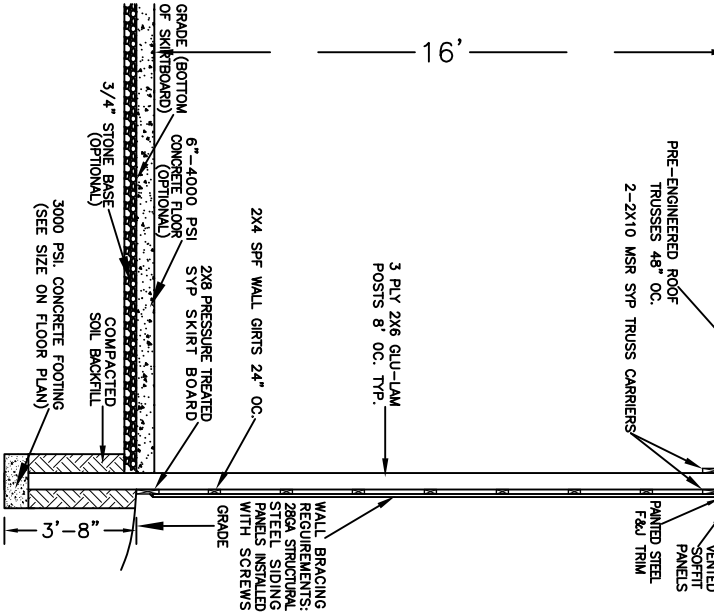 16'
PRE-ENGINEERED ROOF
TRUSSES 48" OC.
2-2X10 MSR SYP TRUSS CARRIERS
VENTED
SOFFIT
PANELS
PAINTED STEEL
F&J TRIM
3 PLY 2X6 GLU-LAM
POSTS 8' OC. TYP.
2X4 SPF WALL GIRTS 24" OC.
WALL BRACING
REGUIREMENTS:
28GA STRUCTURAL
STEEL SIDING
PANELS INSTALLED
WITH SCREWS
2X8 PRESSURE TREATED
SYP SKIRT BOARD
GRADE
GRADE (BOTTOM
OF SKIRTBOARD)
6"-4000 PSI
CONCRETE FLOOR
(OPTIONAL)
3/4" STONE BASE
(OPTIONAL)
COMPACTED
SOIL BACKFILL
3000 PSI. CONCRETE FOOTING
(SEE SIZE ON FLOOR PLAN)
3'-8"